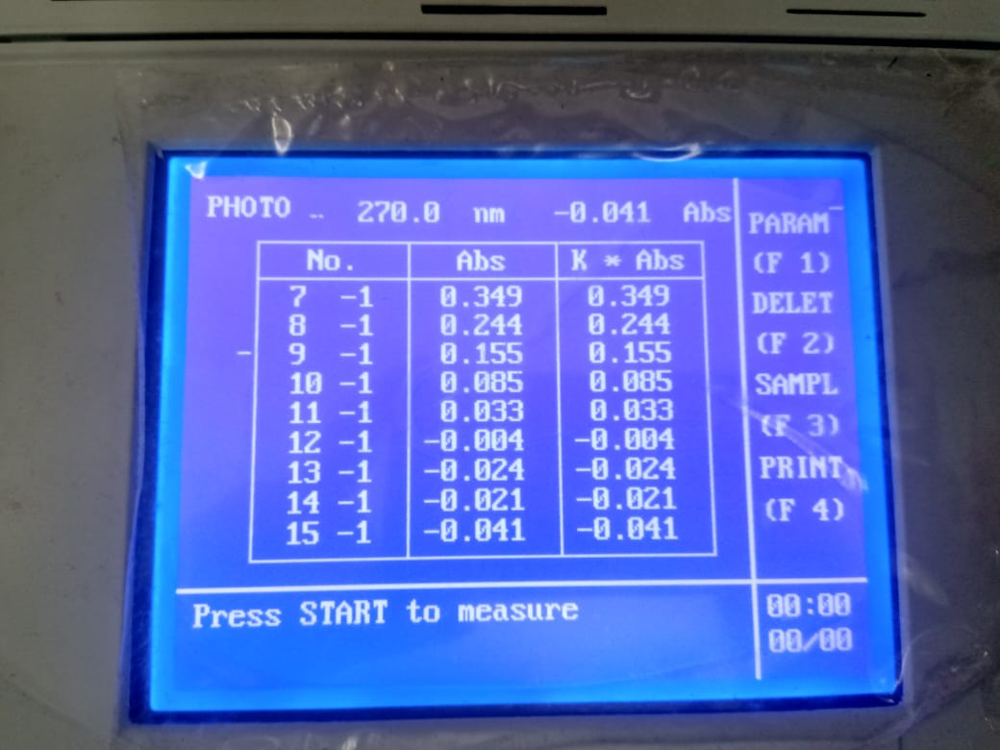 PHOTO .. 270.0 nm -0.041 Abs
No. Abs K * Abs
7 -1 0.349 0.349
8 -1 0.244 0.244
9 -1 0.155 0.155
10 -1 0.085 0.085
11 -1 0.033 0.033
12 -1 -0.004 -0.004
13 -1 -0.024 -0.024
14 -1 -0.021 -0.021
15 -1 -0.041 -0.041
PARAM
(F 1)
DELET
(F 2)
SAMPL
(F 3)
PRINT
(F 4)
Press START to measure
00:00
00/00